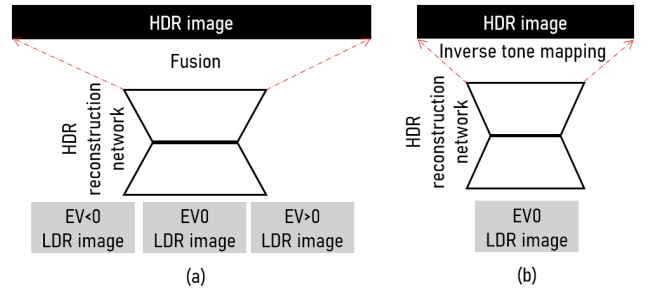 HDR image
Fusion
HDR
reconstruction
network
EV<0
LDR image
EV0
LDR image
EV>0
LDR image
(a)
HDR image
Inverse tone mapping
HDR
reconstruction
network
EV0
LDR image
(b)